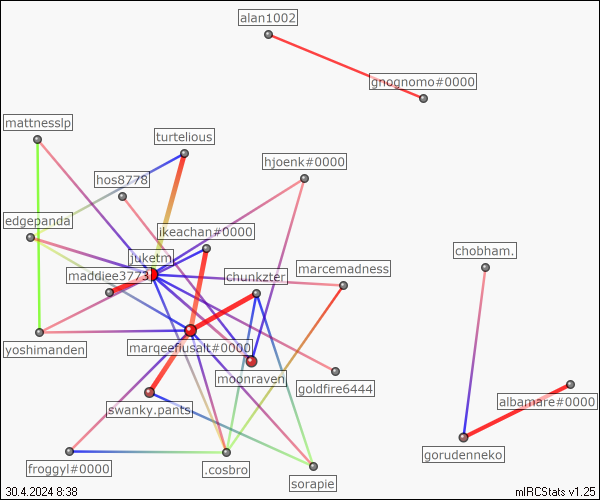 alan1002
gnognomo#0000
mattnesslp
turtelious
hjoenk#0000
hos8778
edgepanda
ikeachan#0000
chobham.
juketm
marcemadness
maddiee3773
chunkzter
yoshimanden
marqeeflusalt#0000
moonraven
goldfire6444
albamare#0000
swanky.pants
gorudenneko
froggyl#0000
.cosbro
sorapie
30.4.2024 8:38
mIRCStats v1.25